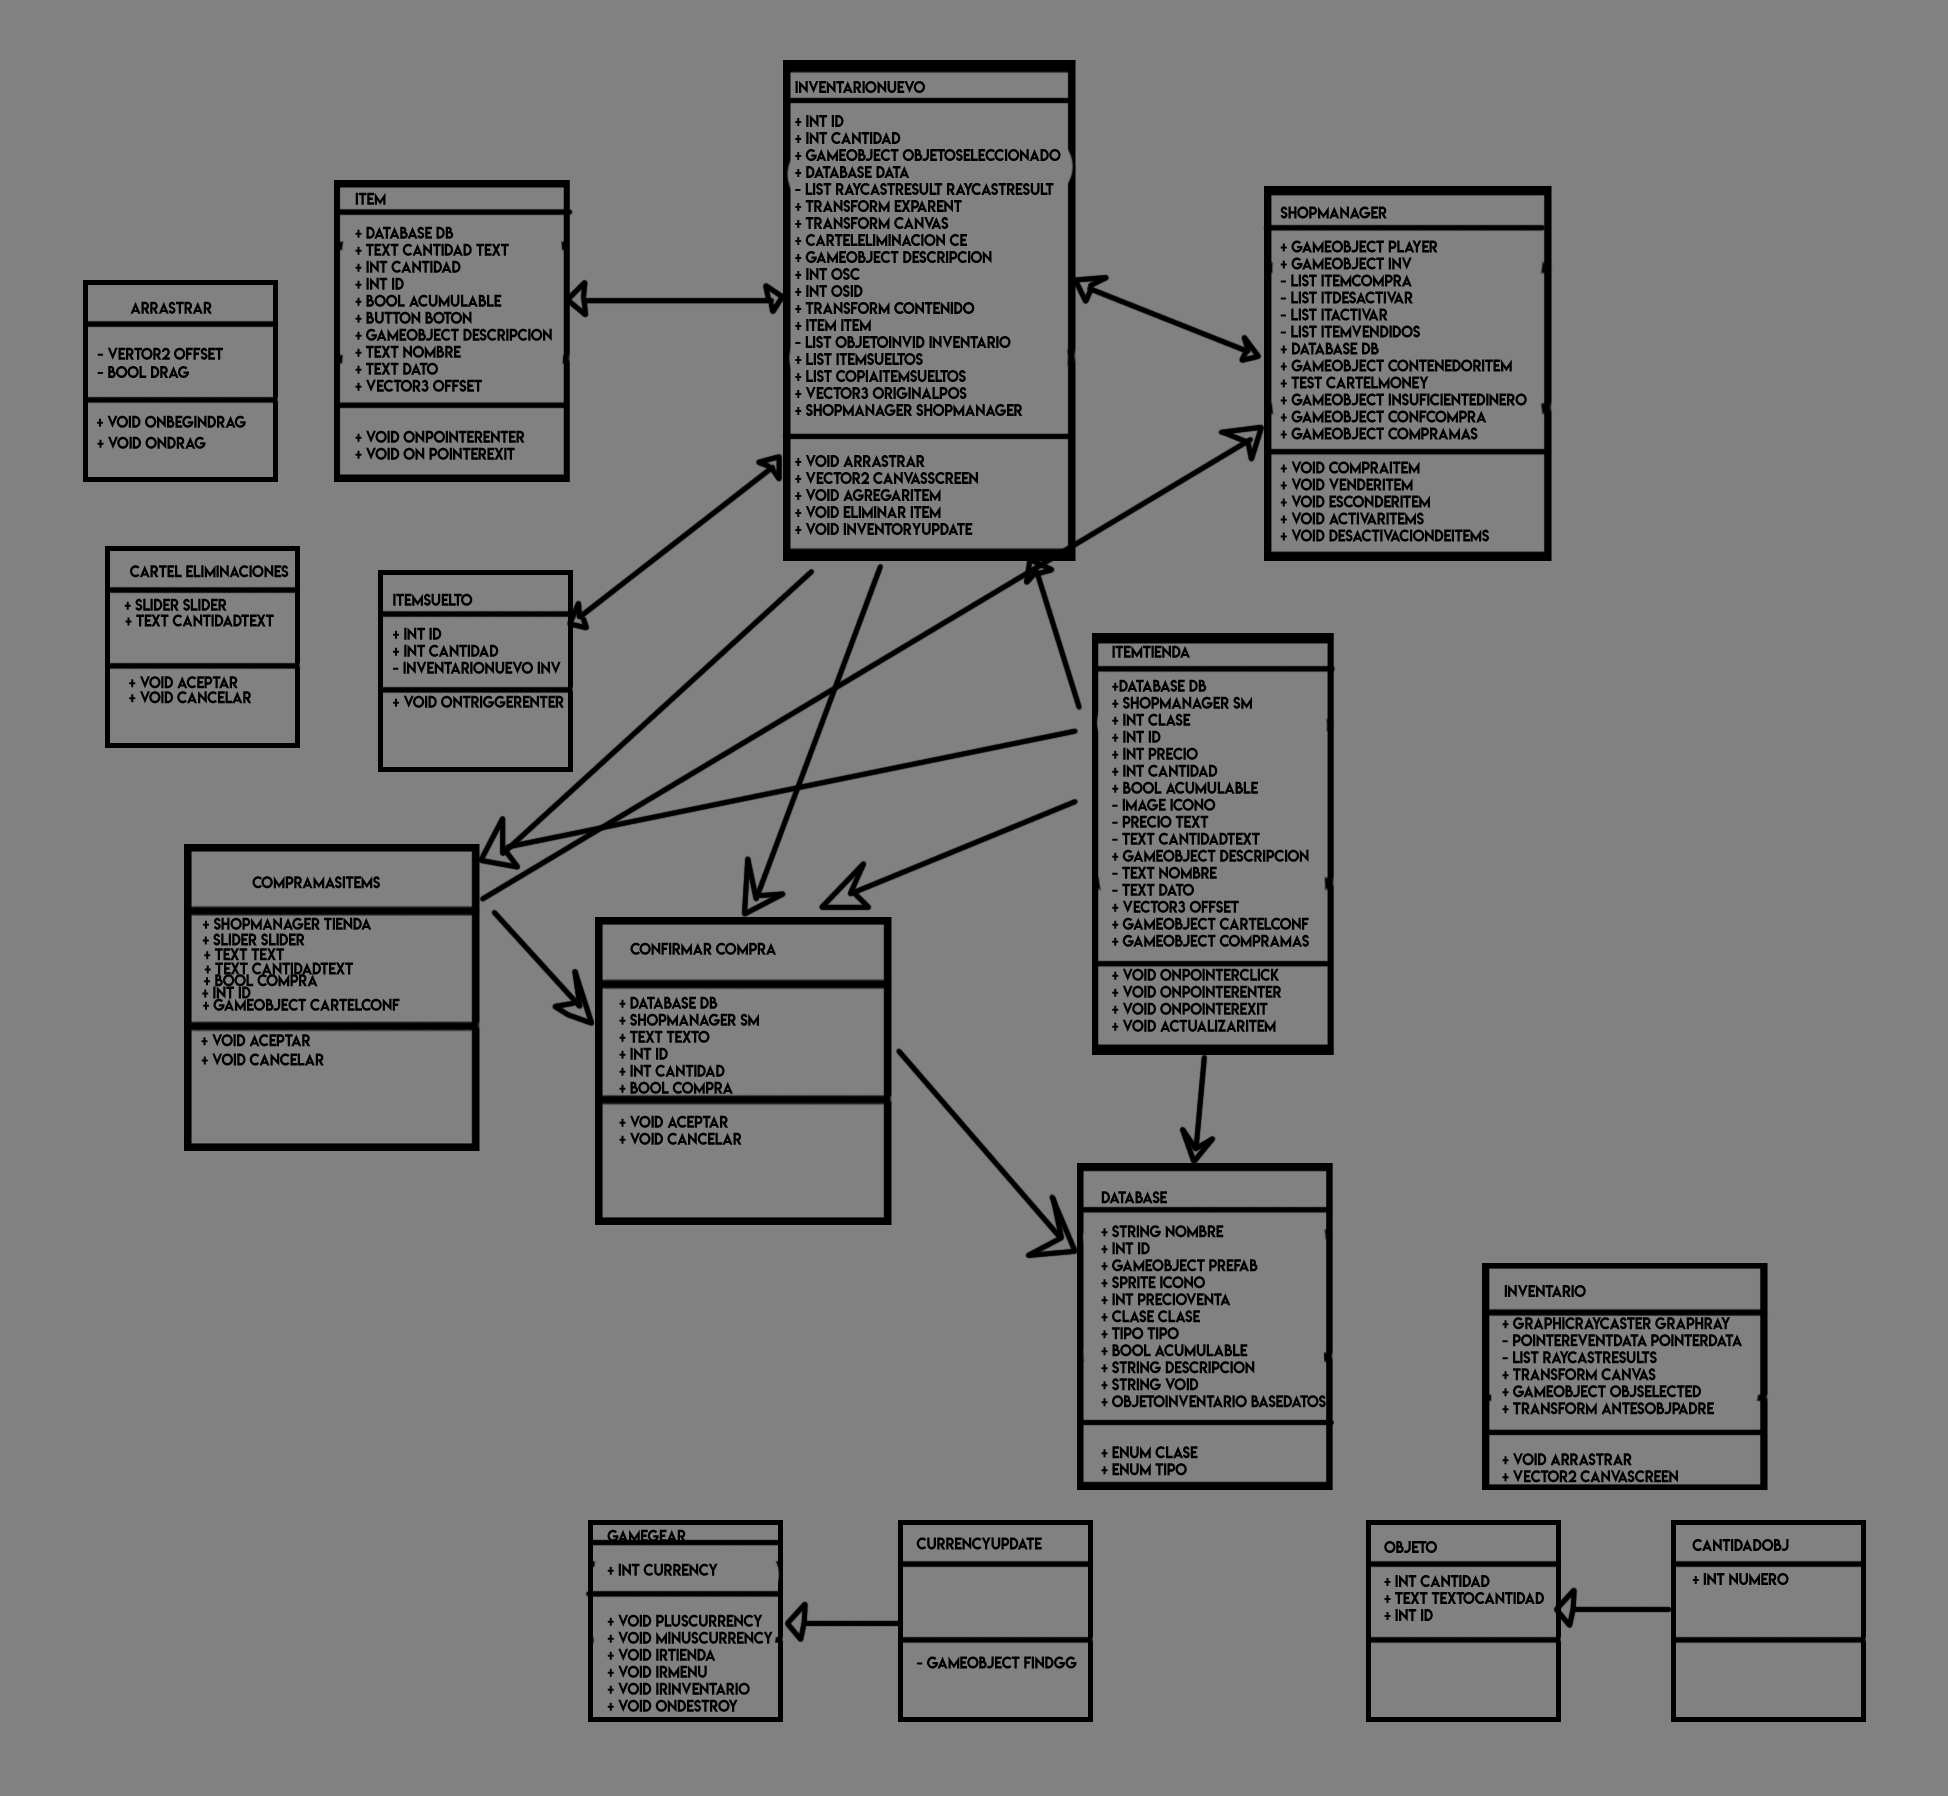 INVENTARIONUEVO
+ INT ID
+ INT CANTIDAD
+ GAMEOBJECT OBJETOSELECCIONADO
+ DATABASE DATA
- LIST RAYCASTRESULT RAYCASTRESULT
+ TRANSFORM EXPARENT
+ TRANSFORM CANVAS
+ CARTELELIMINACION CE
+ GAMEOBJECT DESCRIPCION
+ INT OSC
+ INT OSID
+ TRANSFORM CONTENIDO
+ ITEM ITEM
- LIST OBJETOINVID INVENTARIO
+ LIST ITEMSUELTOS
+ LIST COPIAITEMSUELTOS
+ VECTOR3 ORIGINALPOS
+ SHOPMANAGER SHOPMANAGER
+ VOID ARRASTRAR
+ VECTOR2 CANVASSCREEN
+ VOID AGREGARITEM
+ VOID ELIMINAR ITEM
+ VOID INVENTORYUPDATE
ITEM
+ DATABASE DB
+ TEXT CANTIDAD TEXT
+ INT CANTIDAD
+ INT ID
+ BOOL ACUMULABLE
+ BUTTON BOTON
+ GAMEOBJECT DESCRIPCION
+ TEXT NOMBRE
+ TEXT DATO
+ VECTOR3 OFFSET
+ VOID ONPOINTERENTER
+ VOID ON POINTEREXIT
SHOPMANAGER
+ GAMEOBJECT PLAYER
+ GAMEOBJECT INV
- LIST ITEMCOMPRA
- LIST ITDESACTIVAR
- LIST ITACTIVAR
- LIST ITEMVENDIDOS
+ DATABASE DB
+ GAMEOBJECT CONTENEDORITEM
+ TEST CARTELMONEY
+ GAMEOBJECT INSUFICIENTEDINERO
+ GAMEOBJECT CONFCOMPRA
+ GAMEOBJECT COMPRAMAS
+ VOID COMPRAITEM
+ VOID VENDERITEM
+ VOID ESCONDERITEM
+ VOID ACTIVARITEMS
+ VOID DESACTIVACIONDEITEMS
ARRASTRAR
- VERTOR2 OFFSET
- BOOL DRAG
+ VOID ONBEGINDRAG
+ VOID ONDRAG
CARTEL ELIMINACIONES
+ SLIDER SLIDER
+ TEXT CANTIDADTEXT
+ VOID ACEPTAR
+ VOID CANCELAR
ITEMSUELTO
+ INT ID
+ INT CANTIDAD
- INVENTARIONUEVO INV
+ VOID ONTRIGGERENTER
ITEMTIENDA
+DATABASE DB
+ SHOPMANAGER SM
+ INT CLASE
+ INT ID
+ INT PRECIO
+ INT CANTIDAD
+ BOOL ACUMULABLE
- IMAGE ICONO
- PRECIO TEXT
- TEXT CANTIDADTEXT
+ GAMEOBJECT DESCRIPCION
- TEXT NOMBRE
- TEXT DATO
+ VECTOR3 OFFSET
+ GAMEOBJECT CARTELCONF
+ GAMEOBJECT COMPRAMAS
+ VOID ONPOINTERCLICK
+ VOID ONPOINTERENTER
+ VOID ONPOINTEREXIT
+ VOID ACTUALIZARITEM
COMPRAMASITEMS
+ SHOPMANAGER TIENDA
+ SLIDER SLIDER
+ TEXT TEXT
+ TEXT CANTIDADTEXT
+ BOOL COMPRA
+ INT ID
+ GAMEOBJECT CARTELCONF
+ VOID ACEPTAR
+ VOID CANCELAR
CONFIRMAR COMPRA
+ DATABASE DB
+ SHOPMANAGER SM
+ TEXT TEXTO
+ INT ID
+ INT CANTIDAD
+ BOOL COMPRA
+ VOID ACEPTAR
+ VOID CANCELAR
DATABASE
+ STRING NOMBRE
+ INT ID
+ GAMEOBJECT PREFAB
+ SPRITE ICONO
+ INT PRECIOVENTA
+ CLASE CLASE
+ TIPO TIPO
+ BOOL ACUMULABLE
+ STRING DESCRIPCION
+ STRING VOID
+ OBJETOINVENTARIO BASEDATOS
+ ENUM CLASE
+ ENUM TIPO
INVENTARIO
+ GRAPHICRAYCASTER GRAPHRAY
- POINTEREVENTDATA POINTERDATA
- LIST RAYCASTRESULTS
+ TRANSFORM CANVAS
+ GAMEOBJECT OBJSELECTED
+ TRANSFORM ANTESOBJPADRE
+ VOID ARRASTRAR
+ VECTOR2 CANVASCREEN
GAMEGEAR
+ INT CURRENCY
+ VOID PLUSCURRENCY
+ VOID MINUSCURRENCY
+ VOID IRTIENDA
+ VOID IRMENU
+ VOID IRINVENTARIO
+ VOID ONDESTROY
CURRENCYUPDATE
- GAMEOBJECT FINDGG
OBJETO
+ INT CANTIDAD
+ TEXT TEXTOCANTIDAD
+ INT ID
CANTIDADOBJ
+ INT NUMERO